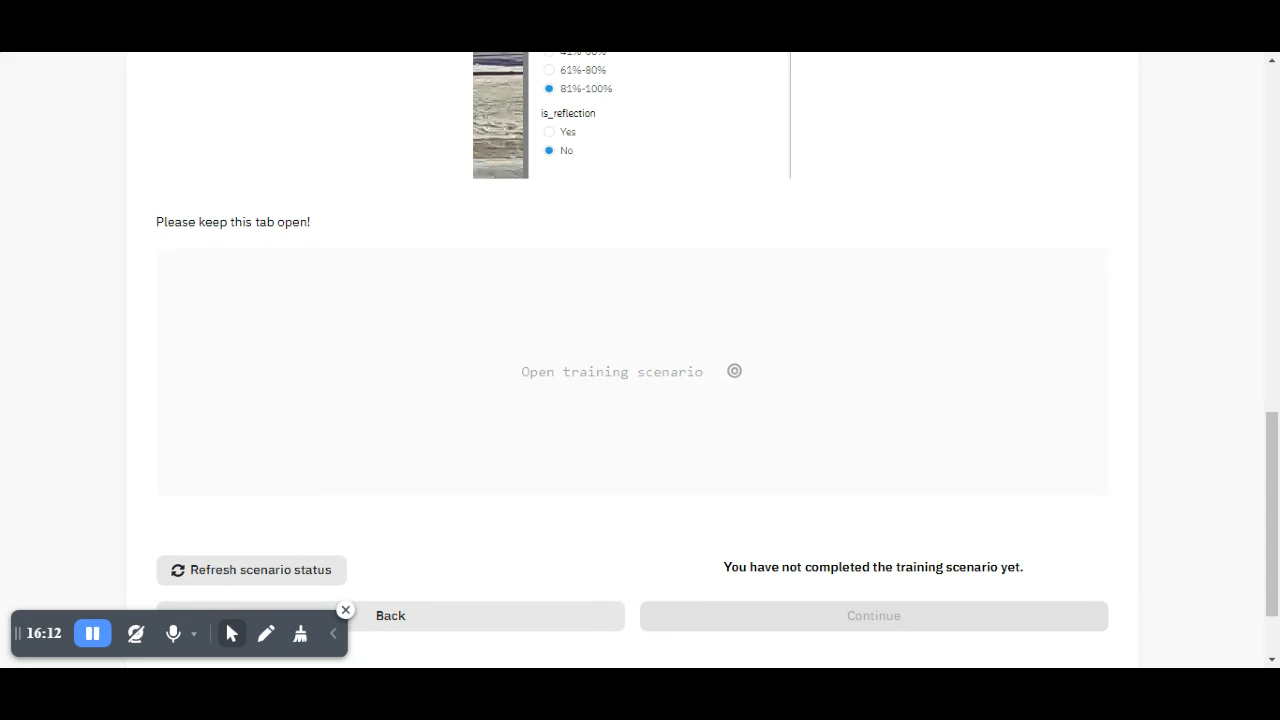 61%-80%
81%-100%
is_reflection
Yes
No
Please keep this tab open!
Open training scenario
Refresh scenario status
You have not completed the training scenario yet.
Back
Continue
16:12